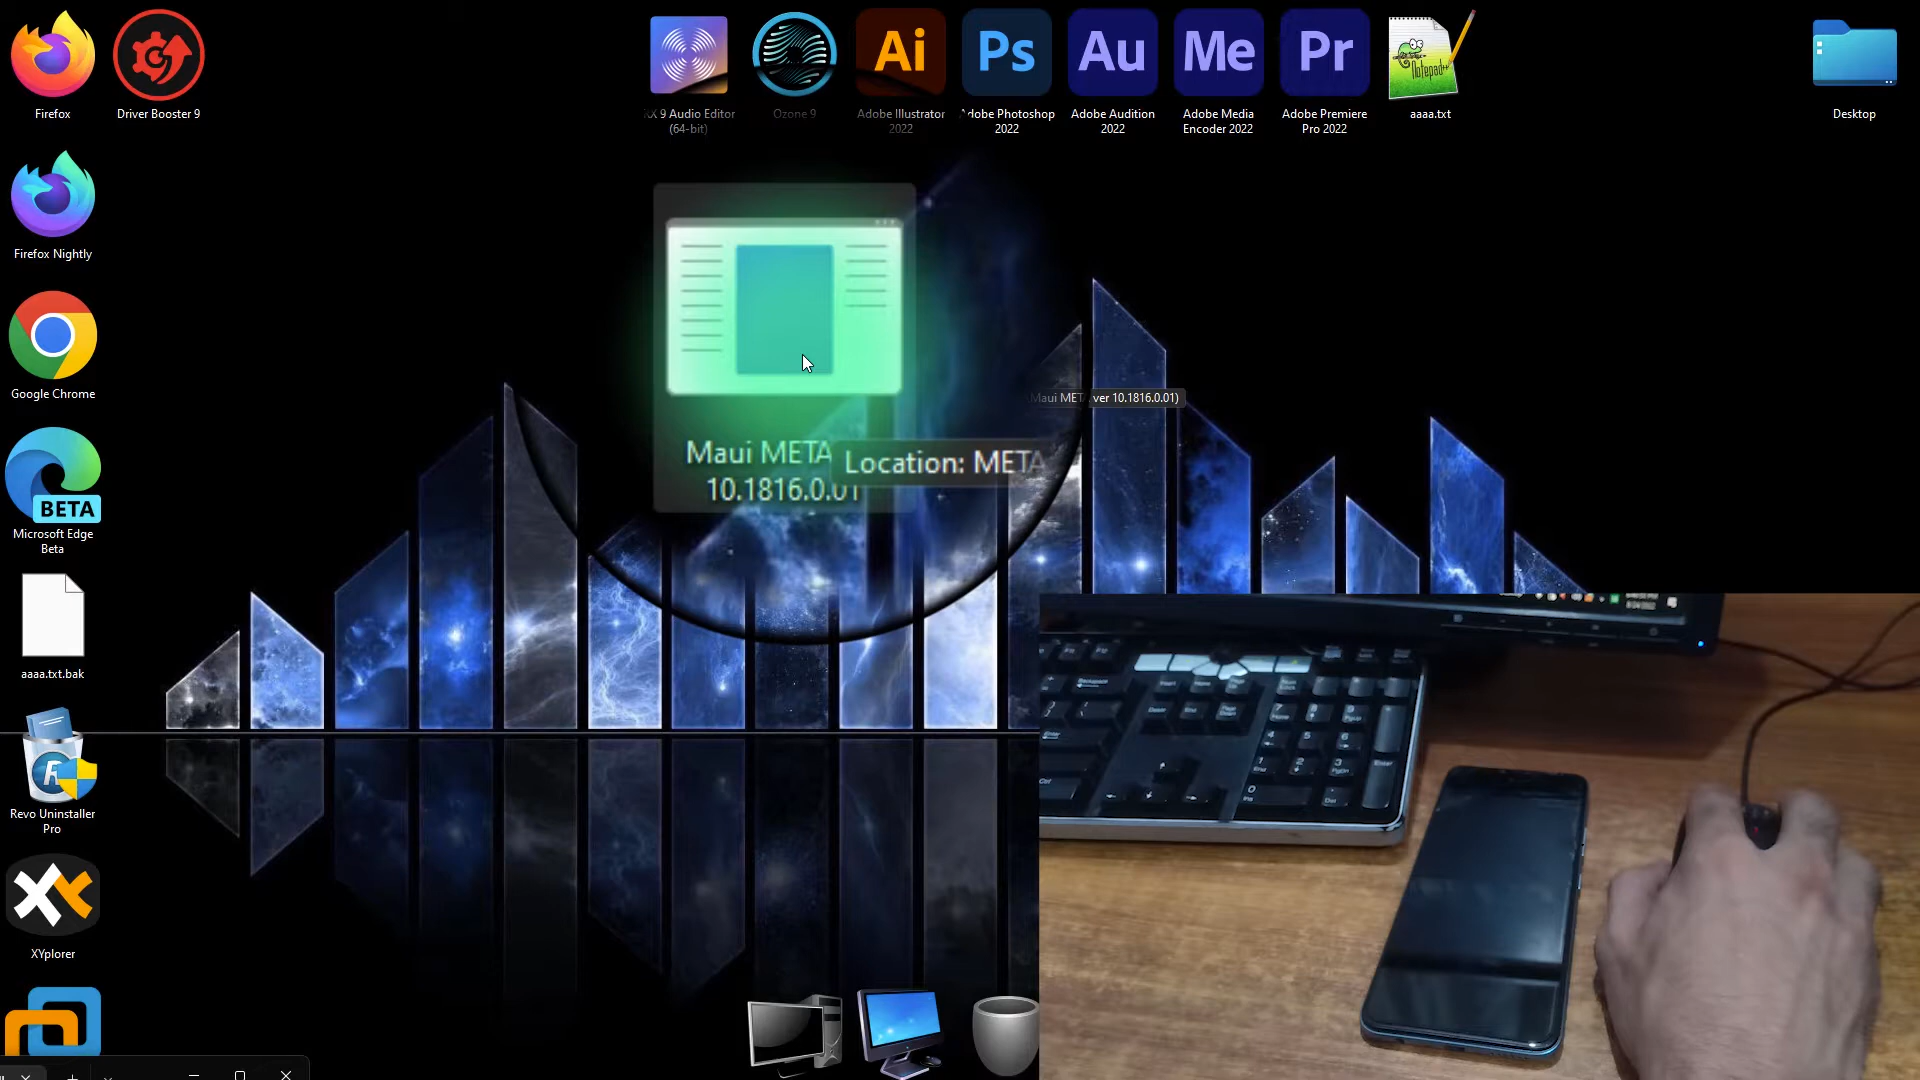 Firefox
Driver Booster 9
RX 9 Audio Editor
(64-bit)
Ozone 9
Ai
Adobe Illustrator
2022
Ps
Adobe Photoshop
2022
Au
Adobe Audition
2022
Me
Adobe Media
Encoder 2022
Pr
Adobe Premiere
Pro 2022
Notepad++
aaaa.txt
Desktop
Firefox Nightly
Google Chrome
BETA
Microsoft Edge
Beta
aaaa.txt.bak
Revo Uninstaller
Pro
XYplorer
Maui META
10.1816.0.01
Location: META
Maui MET
ver 10.1816.0.01)